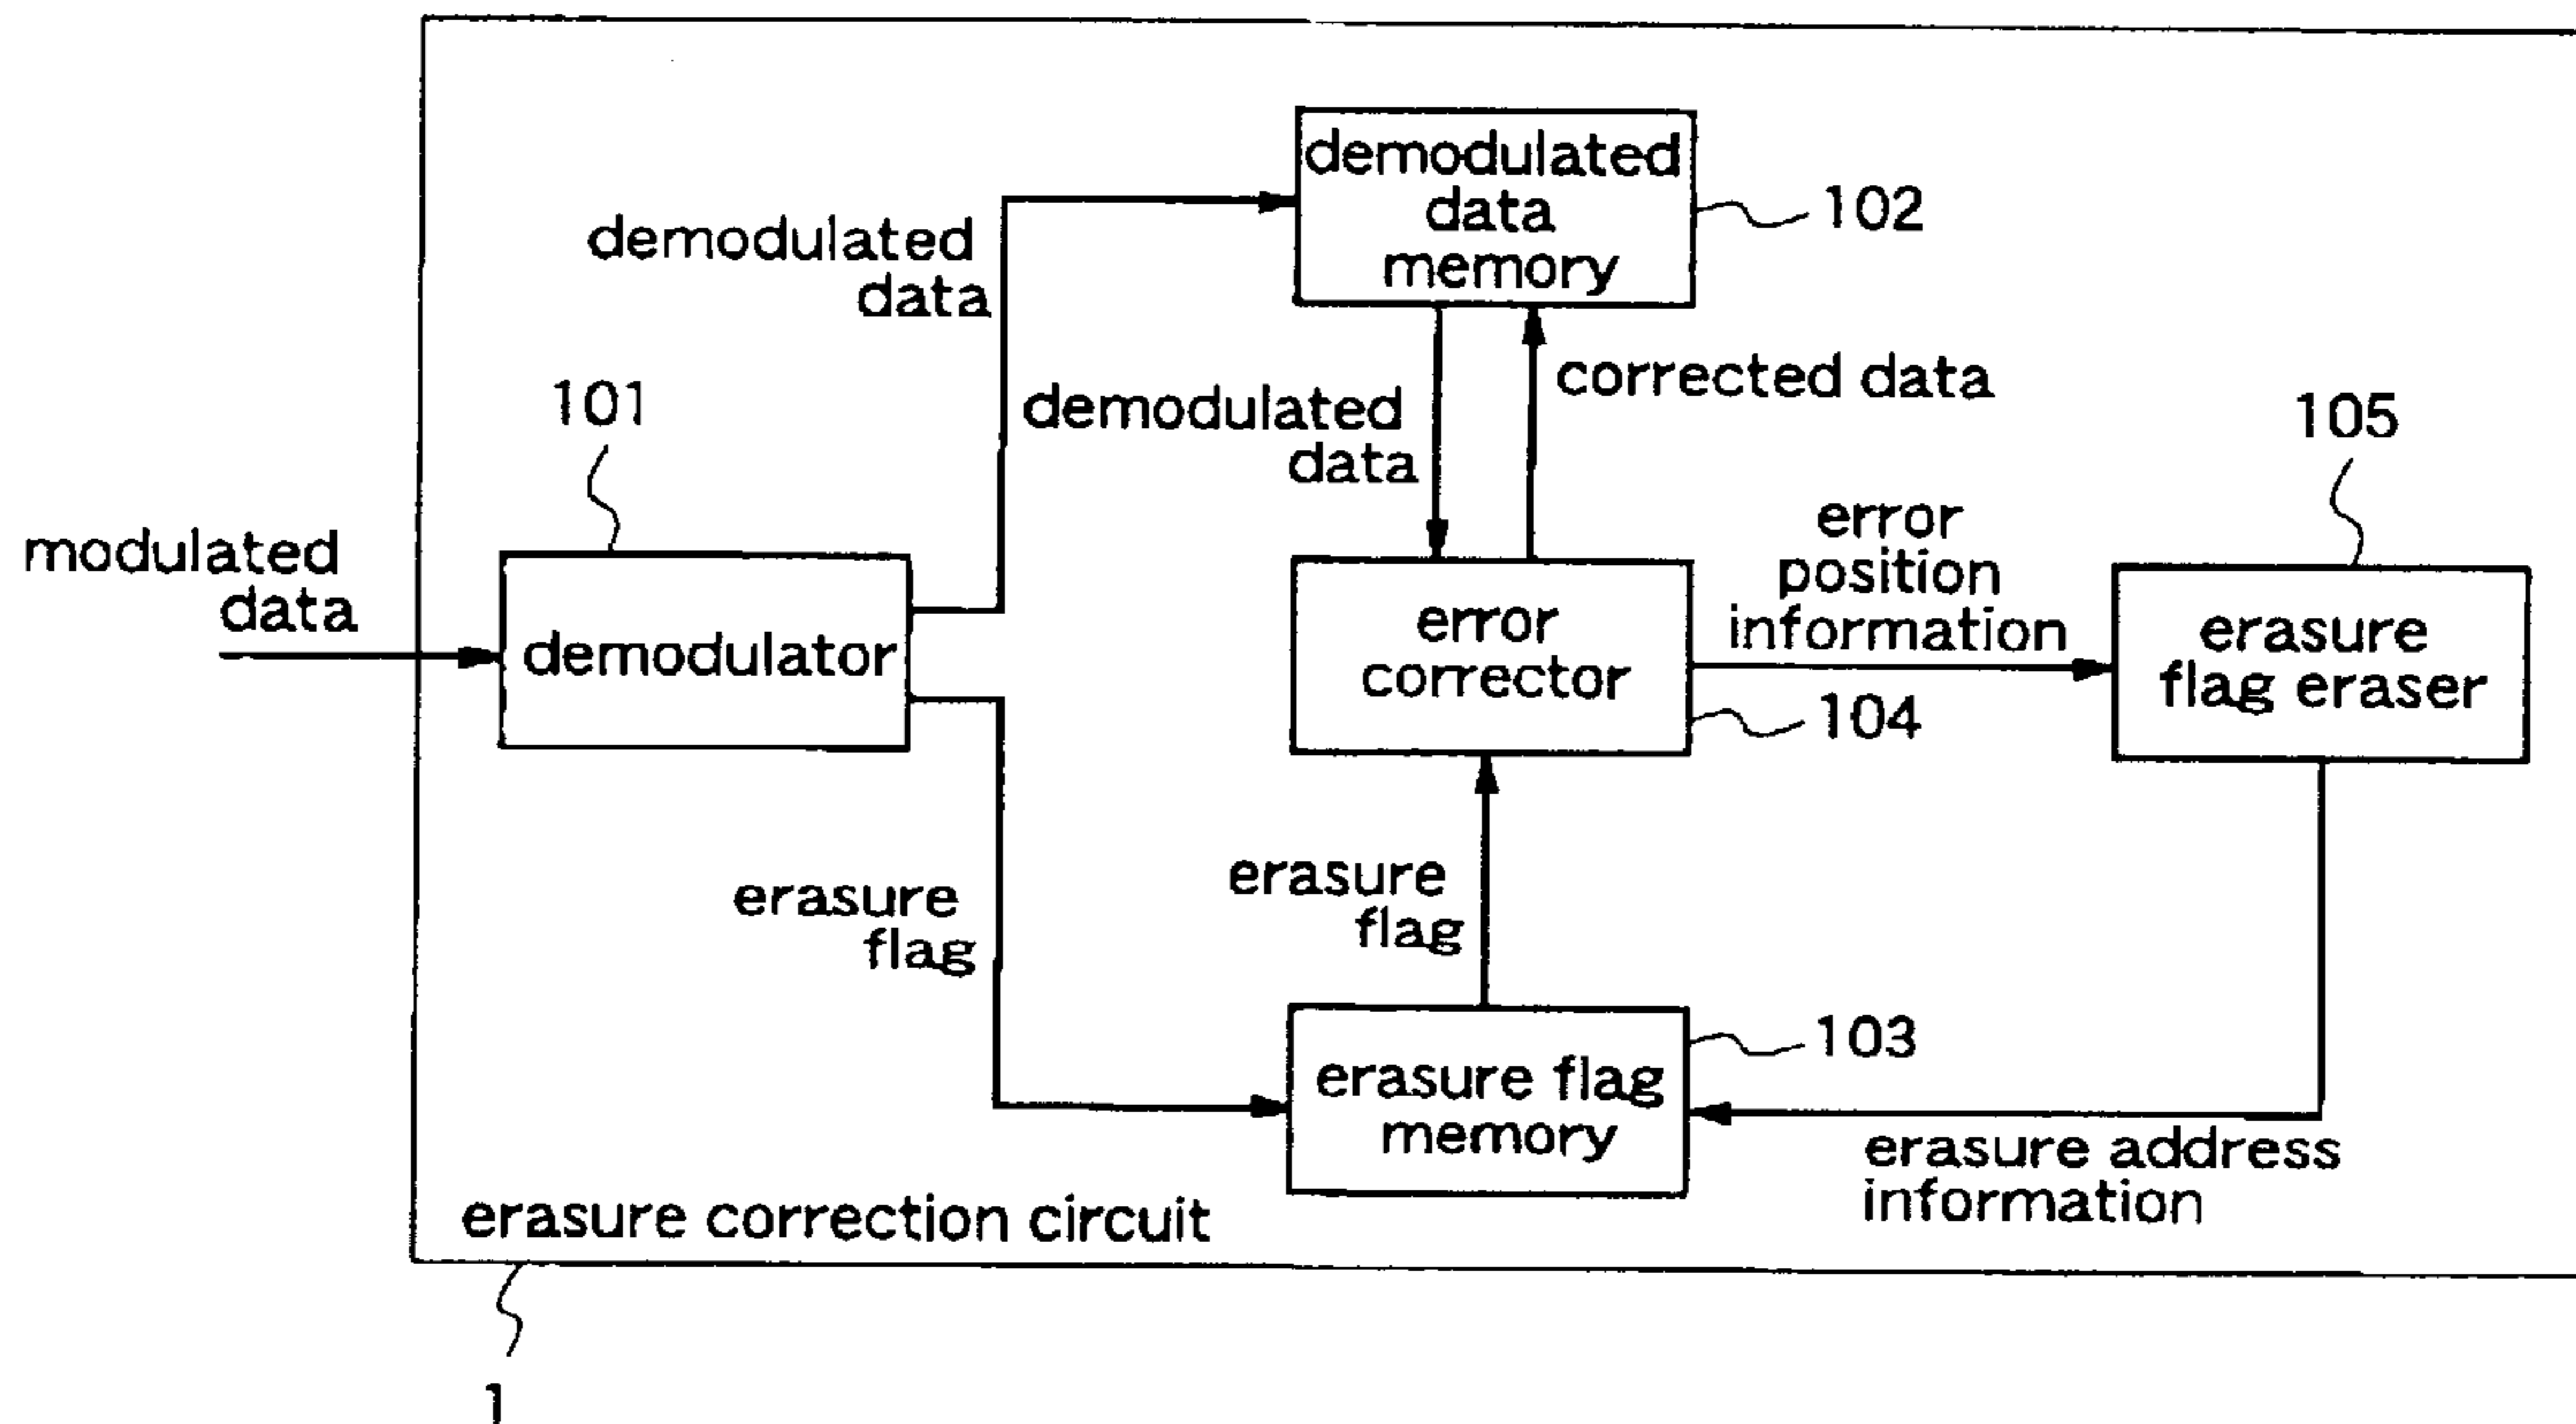 demodulated
data
memory
102
demodulated
data
101
demodulated
data
corrected data
105
modulated
data
demodulator
error
corrector
104
error
position
information
erasure
flag eraser
erasure
flag
erasure
flag
103
erasure flag
memory
erasure address
information
erasure correction circuit
1